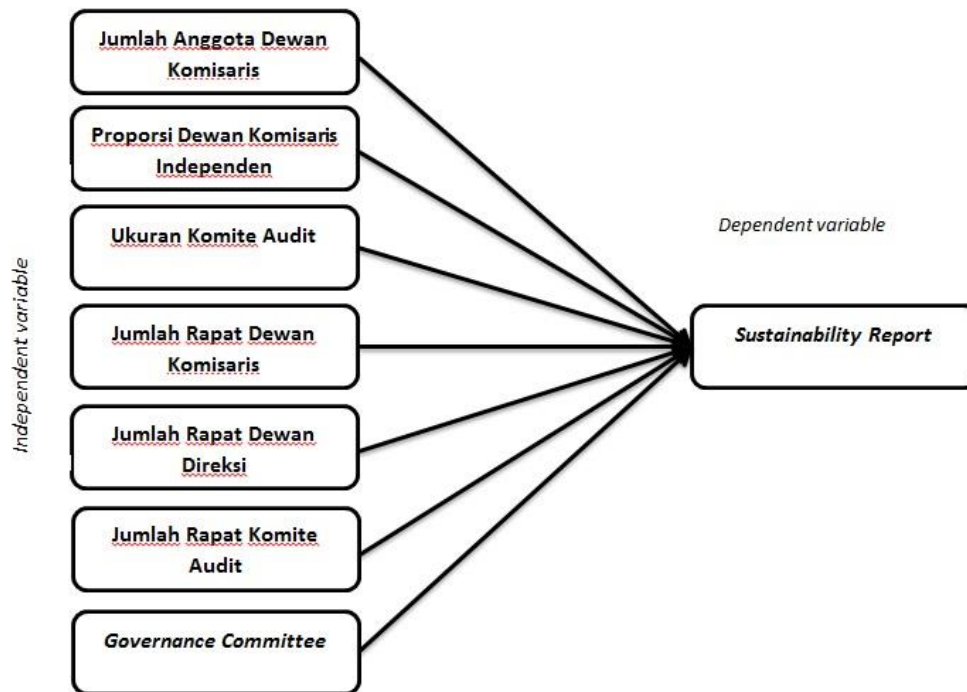 Jumlah Anggota Dewan
Komisaris
Proporsi Dewan Komisaris
Independen
Ukuran Komite Audit
Jumlah Rapat Dewan
Komisaris
Jumlah Rapat Dewan
Direksi
Jumlah Rapat Komite
Audit
Governance Committee
Independent variable
Dependent variable
Sustainability Report